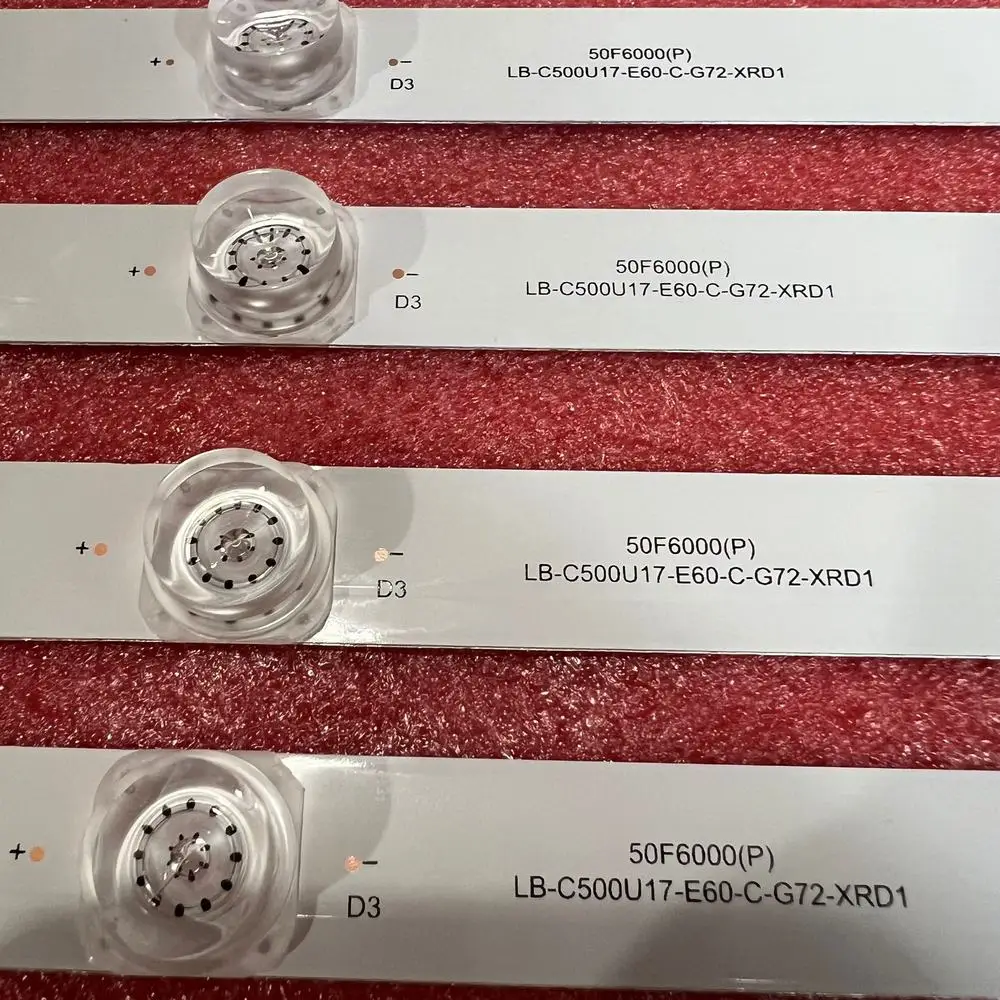 50F6000(P)
LB-C500U17-E60-C-G72-XRD1
+ -
D3
50F6000(P)
LB-C500U17-E60-C-G72-XRD1
+ -
D3
50F6000(P)
LB-C500U17-E60-C-G72-XRD1
+ -
D3
50F6000(P)
LB-C500U17-E60-C-G72-XRD1
+ -
D3